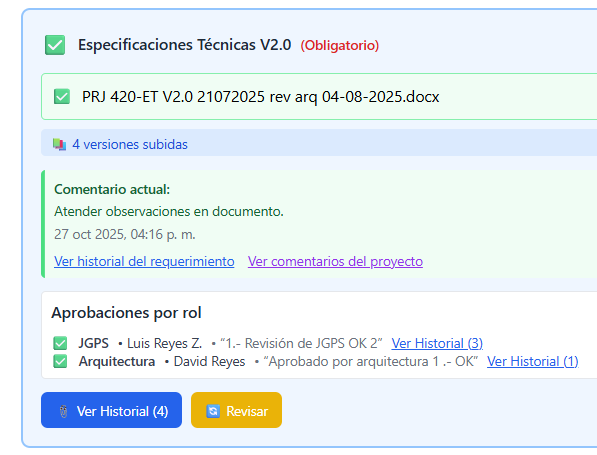 Especificaciones Técnicas V2.0 (Obligatorio)
PRJ 420-ET V2.0 21072025 rev arq 04-08-2025.docx
4 versiones subidas
Comentario actual:
Atender observaciones en documento.
27 oct 2025, 04:16 p. m.
Ver historial del requerimiento Ver comentarios del proyecto
Aprobaciones por rol
JGPS • Luis Reyes Z. • “1.- Revisión de JGPS OK 2” Ver Historial (3)
Arquitectura • David Reyes • “Aprobado por arquitectura 1 .- OK” Ver Historial (1)
Ver Historial (4) Revisar